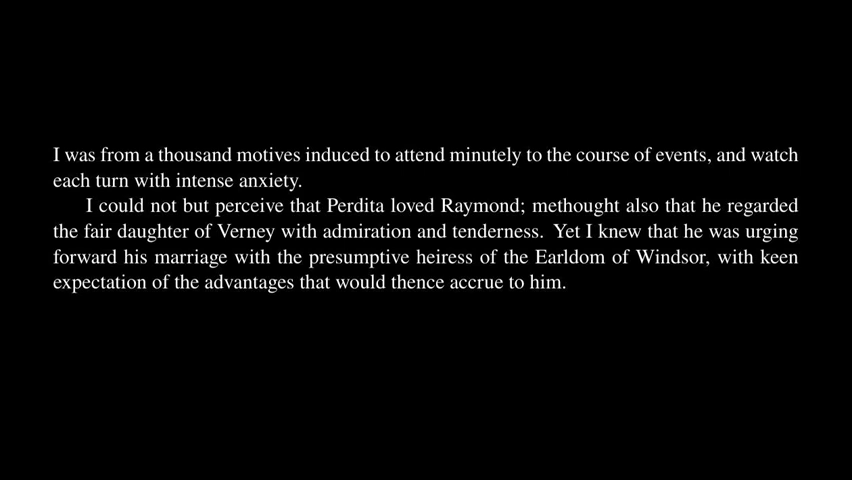 I was from a thousand motives induced to attend minutely to the course of events, and watch
each turn with intense anxiety.
I could not but perceive that Perdita loved Raymond; methought also that he regarded
the fair daughter of Verney with admiration and tenderness. Yet I knew that he was urging
forward his marriage with the presumptive heiress of the Earldom of Windsor, with keen
expectation of the advantages that would thence accrue to him.